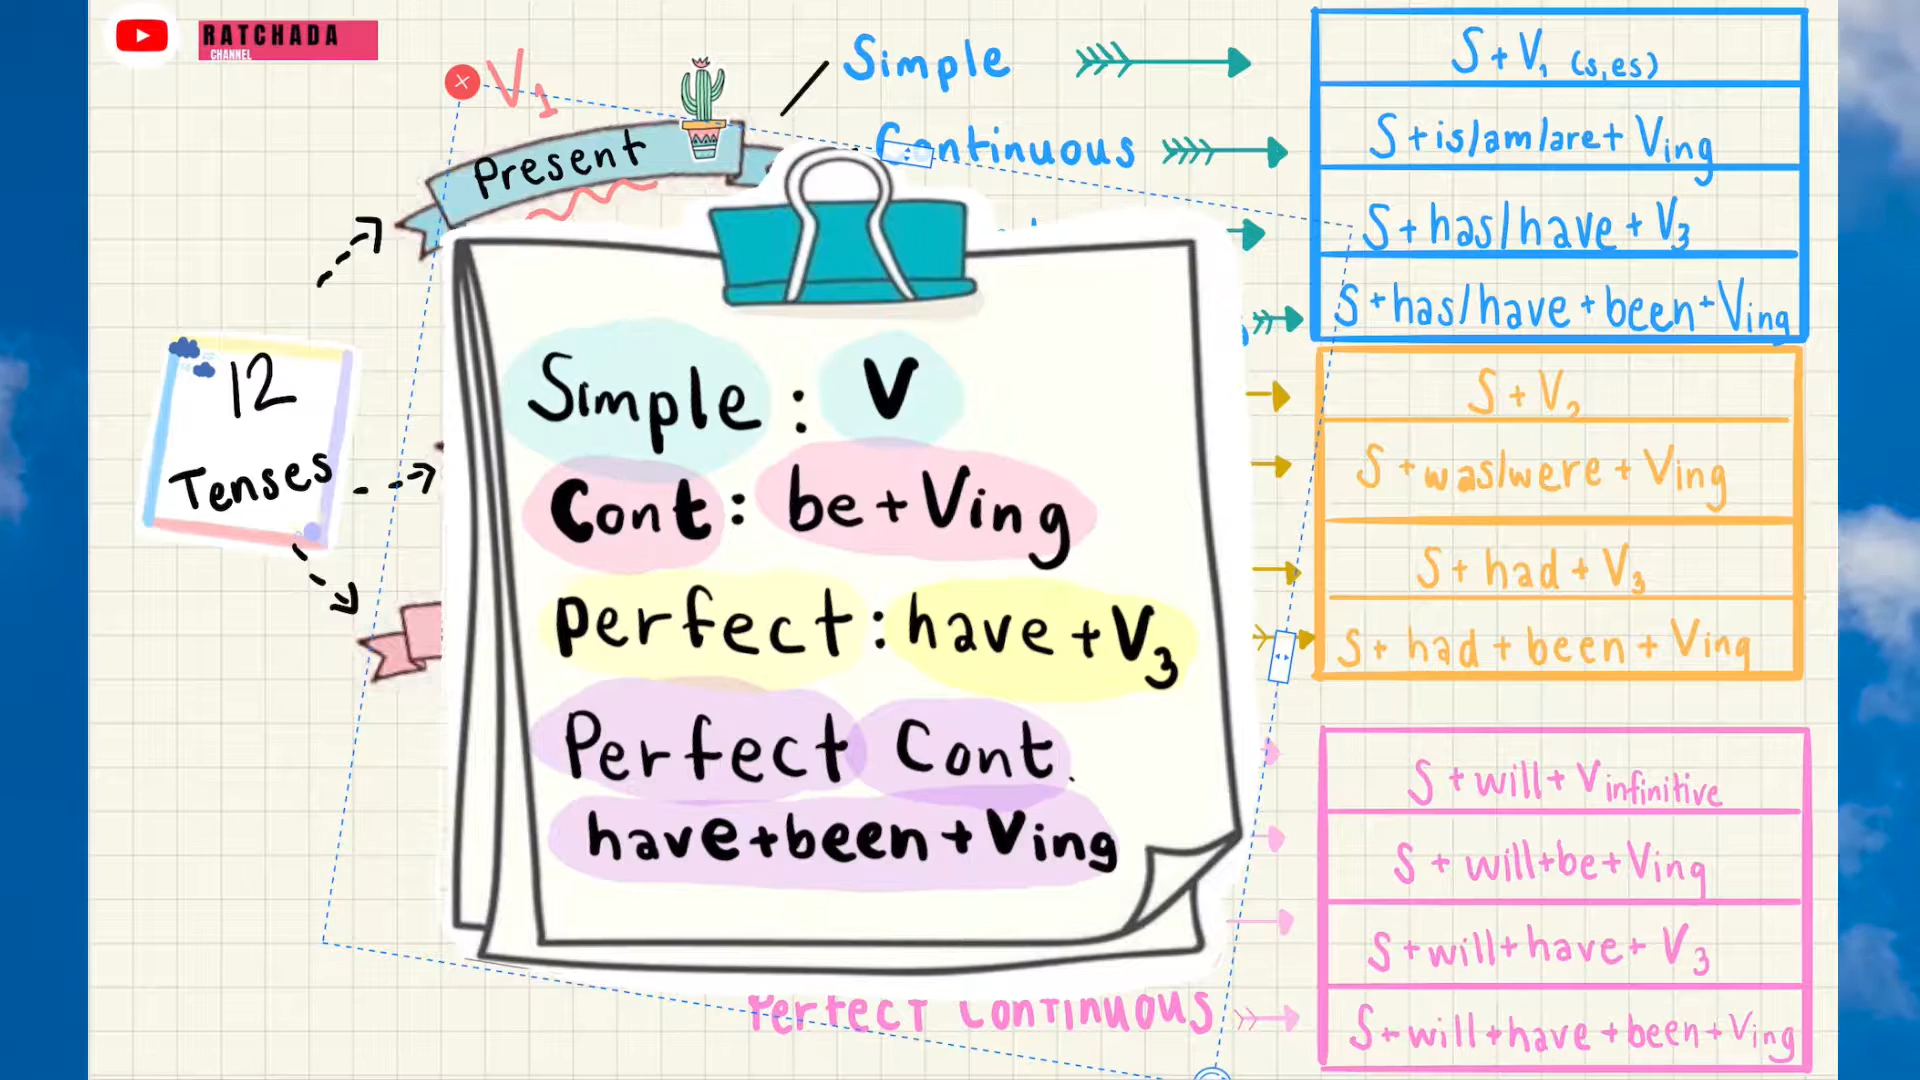 RATCHADA
CHANNEL
V1
Present
12
Tenses
Simple
Continuous
Simple : V
Cont : be + Ving
perfect : have + V3
Perfect Cont.
have + been + Ving
Perfect Continuous
S + V1 (s,es)
S + is/am/are + Ving
S + has/have + V3
S + has/have + been + Ving
S + V2
S + was/were + Ving
S + had + V3
S + had + been + Ving
S + will + V infinitive
S + will + be + Ving
S + will + have + V3
S + will + have + been + Ving